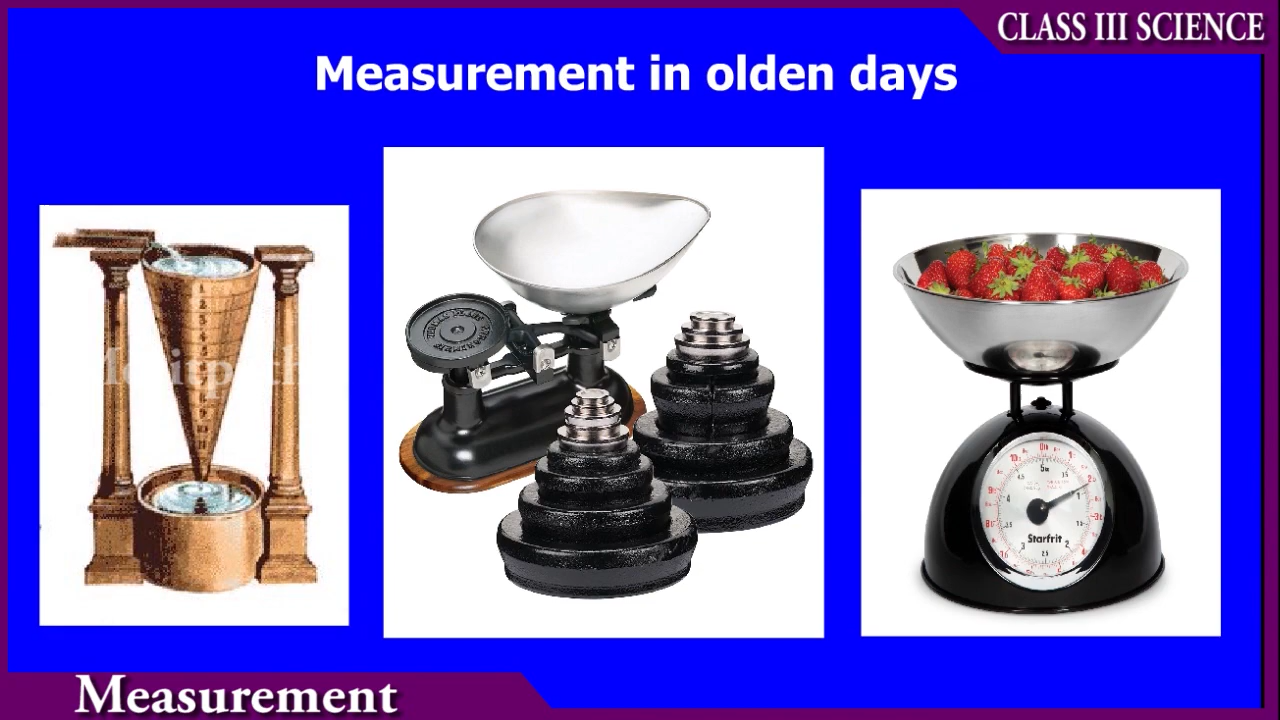 CLASS III SCIENCE
Measurement in olden days
Starfrit
Measurement